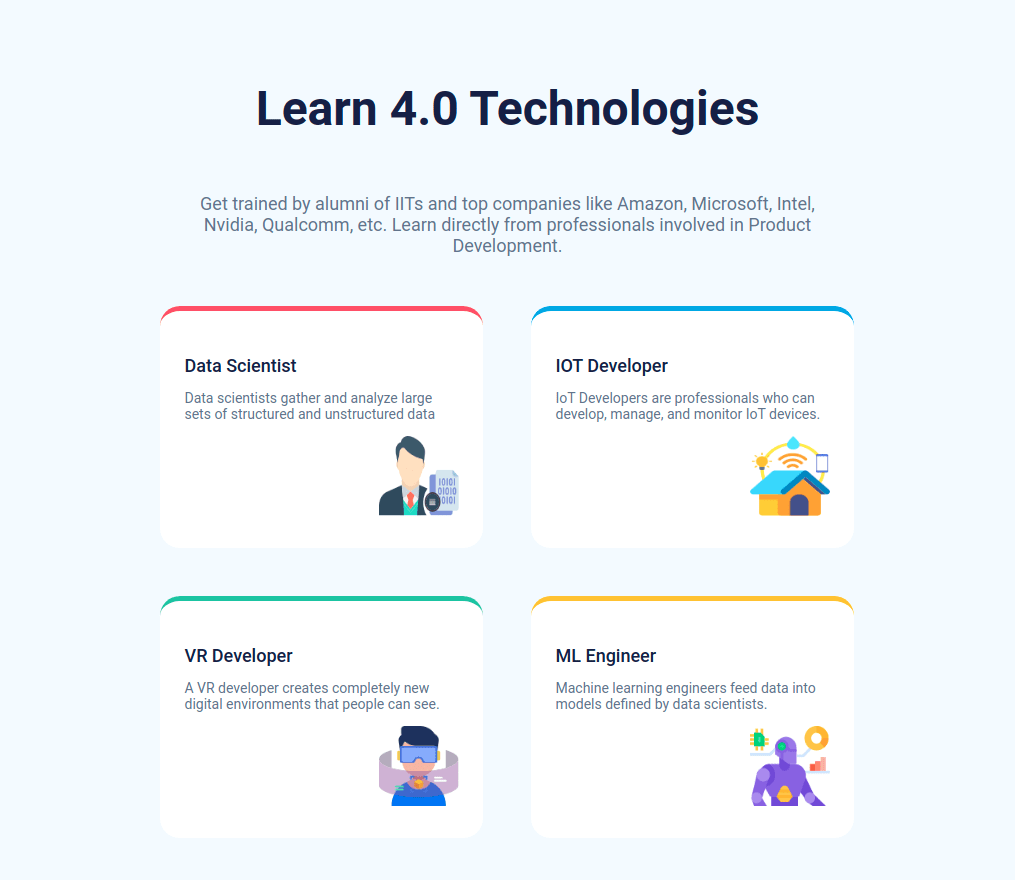 Learn 4.0 Technologies
Get trained by alumni of IITs and top companies like Amazon, Microsoft, Intel,
Nvidia, Qualcomm, etc. Learn directly from professionals involved in Product
Development.
Data Scientist
Data scientists gather and analyze large
sets of structured and unstructured data
IOT Developer
IoT Developers are professionals who can
develop, manage, and monitor IoT devices.
VR Developer
A VR developer creates completely new
digital environments that people can see.
ML Engineer
Machine learning engineers feed data into
models defined by data scientists.